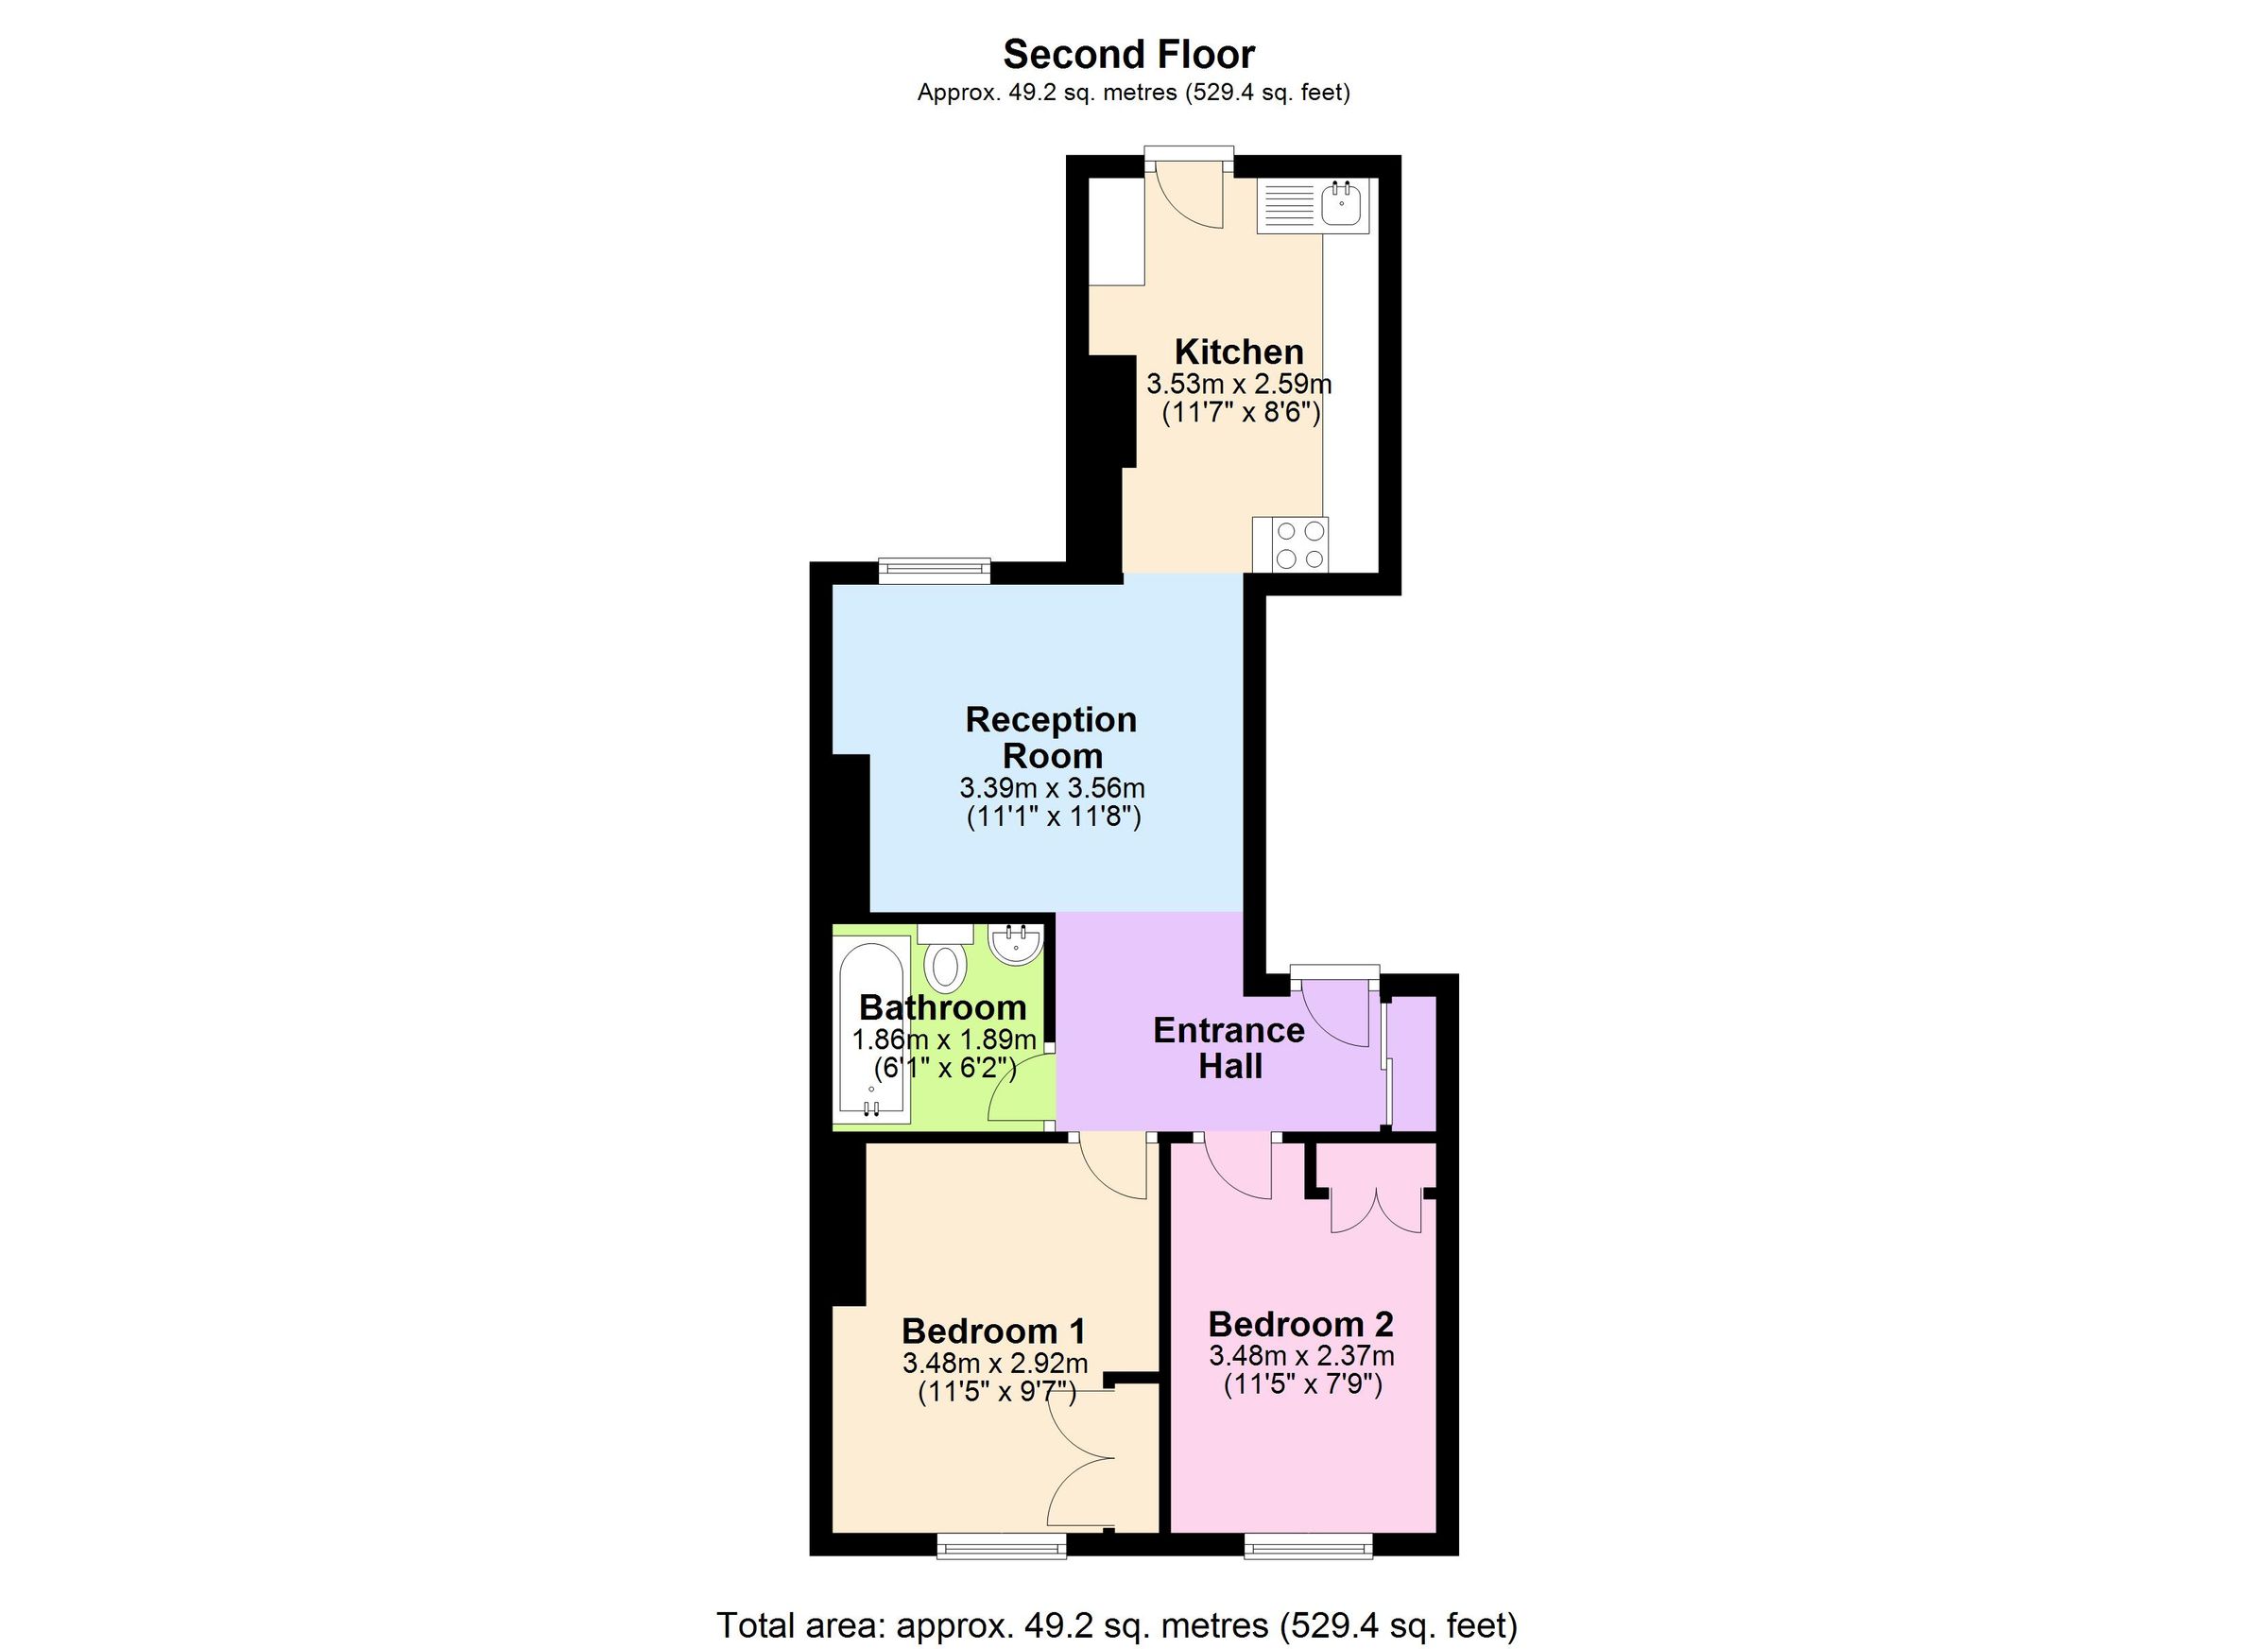 Second Floor
Approx. 49.2 sq. metres (529.4 sq. feet)
Kitchen
3.53m x 2.59m
(11'7" x 8'6")
Reception
Room
3.39m x 3.56m
(11'1" x 11'8")
Bathroom
1.86m x 1.89m
(6'1" x 6'2")
Entrance
Hall
Bedroom 1
3.48m x 2.92m
(11'5" x 9'7")
Bedroom 2
3.48m x 2.37m
(11'5" x 7'9")
Total area: approx. 49.2 sq. metres (529.4 sq. feet)